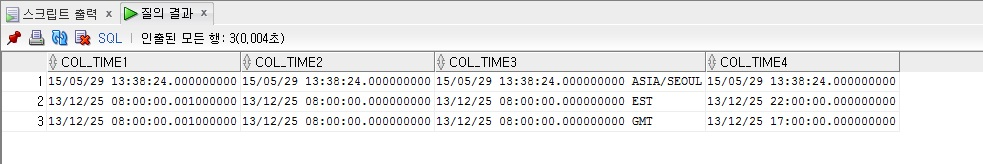 스크립트 출력 x 질의 결과 x
SQL | 인출된 모든 행: 3(0,004초)
COL_TIME1 COL_TIME2 COL_TIME3 COL_TIME4
1 15/05/29 13:38:24.000000000 15/05/29 13:38:24.000000000 15/05/29 13:38:24.000000000 ASIA/SEOUL 15/05/29 13:38:24.000000000
2 13/12/25 08:00:00.001000000 13/12/25 08:00:00.000000000 13/12/25 08:00:00.000000000 EST 13/12/25 22:00:00.000000000
3 13/12/25 08:00:00.001000000 13/12/25 08:00:00.000000000 13/12/25 08:00:00.000000000 GMT 13/12/25 17:00:00.000000000